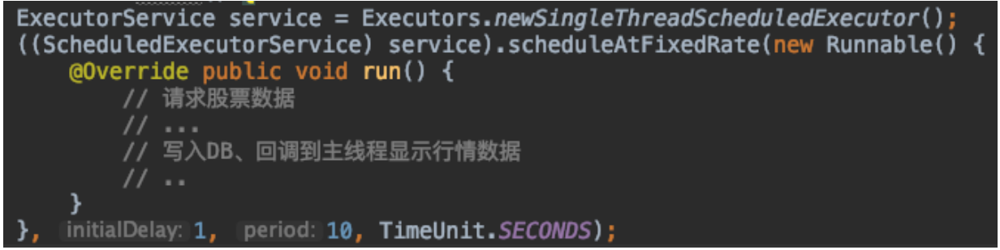 ExecutorService service = Executors.newSingleThreadScheduledExecutor();
((ScheduledExecutorService) service).scheduleAtFixedRate(new Runnable() {
    @Override public void run() {
        // 请求股票数据
        // ...
        // 写入DB、回调到主线程显示行情数据
        // ..
    }
}, initialDelay: 1, period: 10, TimeUnit.SECONDS);